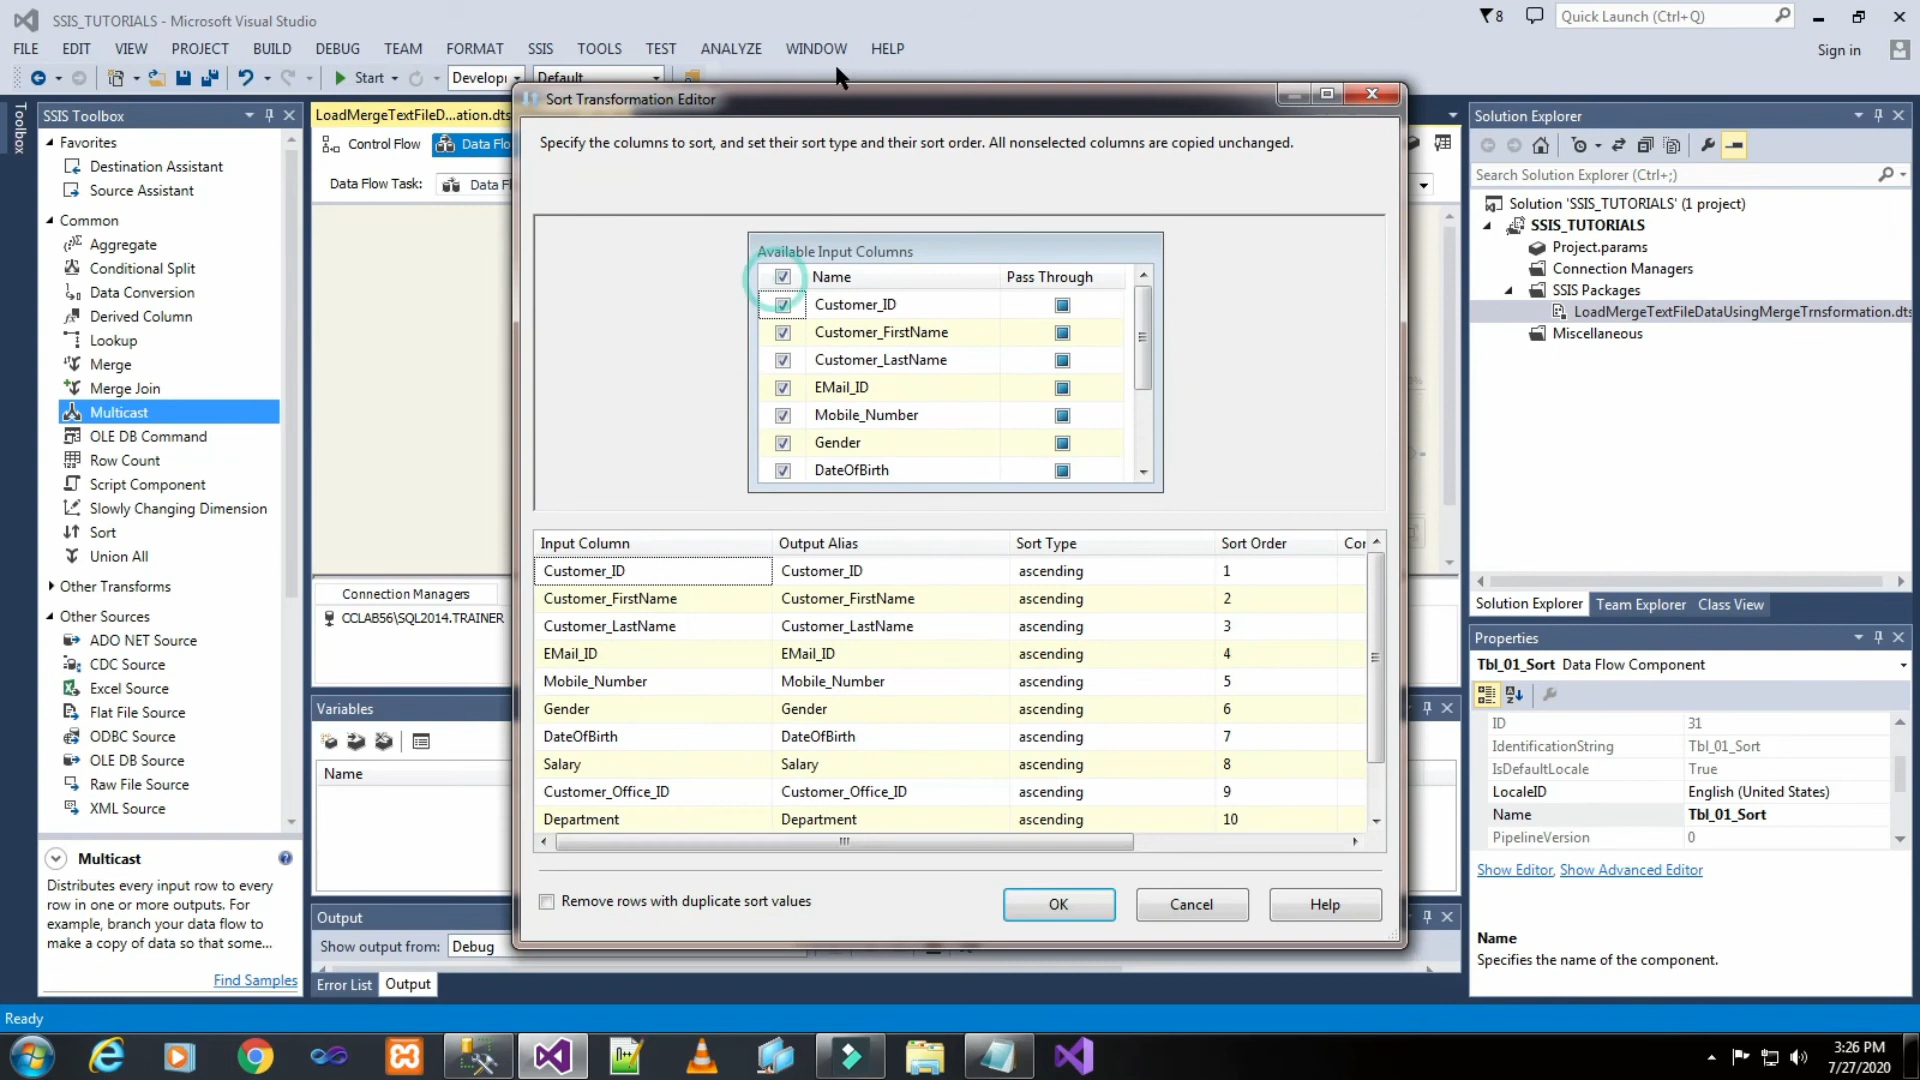 SSIS_TUTORIALS - Microsoft Visual Studio
8
Quick Launch (Ctrl+Q)
FILE EDIT VIEW PROJECT BUILD DEBUG TEAM FORMAT SSIS TOOLS TEST ANALYZE WINDOW HELP
Sign in
Start
Develop
Default
Toolbox
SSIS Toolbox
Favorites
Destination Assistant
Source Assistant
Common
Aggregate
Conditional Split
Data Conversion
Derived Column
Lookup
Merge
Merge Join
Multicast
OLE DB Command
Row Count
Script Component
Slowly Changing Dimension
Sort
Union All
Other Transforms
Other Sources
ADO NET Source
CDC Source
Excel Source
Flat File Source
ODBC Source
OLE DB Source
Raw File Source
XML Source
Multicast
Distributes every input row to every
row in one or more outputs. For
example, branch your data flow to
make a copy of data so that some...
Find Samples
LoadMergeTextFileD...ation.dts
Control Flow
Data Flo
Data Flow Task:
Data Fl
Connection Managers
CCLAB56\SQL2014.TRAINER
Variables
Name
Output
Show output from: Debug
Error List Output
Sort Transformation Editor
Specify the columns to sort, and set their sort type and their sort order. All nonselected columns are copied unchanged.
Available Input Columns
Name Pass Through
Customer_ID
Customer_FirstName
Customer_LastName
EMail_ID
Mobile_Number
Gender
DateOfBirth
Input Column Output Alias Sort Type Sort Order Cor
Customer_ID Customer_ID ascending 1
Customer_FirstName Customer_FirstName ascending 2
Customer_LastName Customer_LastName ascending 3
EMail_ID EMail_ID ascending 4
Mobile_Number Mobile_Number ascending 5
Gender Gender ascending 6
DateOfBirth DateOfBirth ascending 7
Salary Salary ascending 8
Customer_Office_ID Customer_Office_ID ascending 9
Department Department ascending 10
Remove rows with duplicate sort values
OK
Cancel
Help
Solution Explorer
Search Solution Explorer (Ctrl+;)
Solution 'SSIS_TUTORIALS' (1 project)
SSIS_TUTORIALS
Project.params
Connection Managers
SSIS Packages
LoadMergeTextFileDataUsingMergeTrnsformation.dts
Miscellaneous
Solution Explorer Team Explorer Class View
Properties
Tbl_01_Sort Data Flow Component
ID 31
IdentificationString Tbl_01_Sort
IsDefaultLocale True
LocaleID English (United States)
Name Tbl_01_Sort
PipelineVersion 0
Show Editor, Show Advanced Editor
Name
Specifies the name of the component.
Ready
3:26 PM
7/27/2020